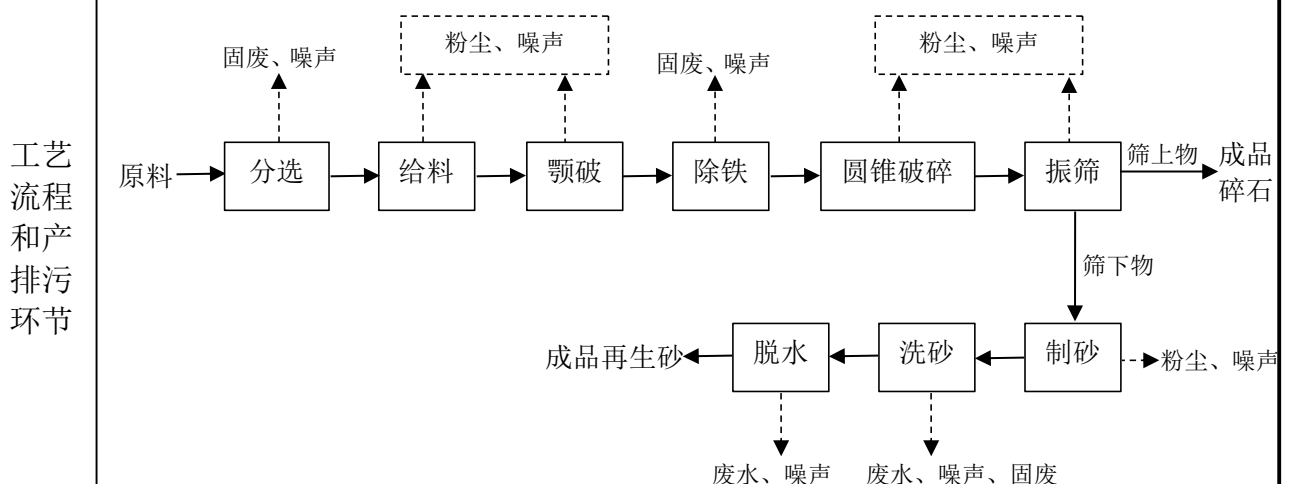 工艺
流程
和产
排污
环节
固废、噪声
粉尘、噪声
固废、噪声
粉尘、噪声
原料
分选
给料
颚破
除铁
圆锥破碎
振筛
筛上物
成品
碎石
筛下物
成品再生砂
脱水
洗砂
制砂
粉尘、噪声
废水、噪声
废水、噪声、固废